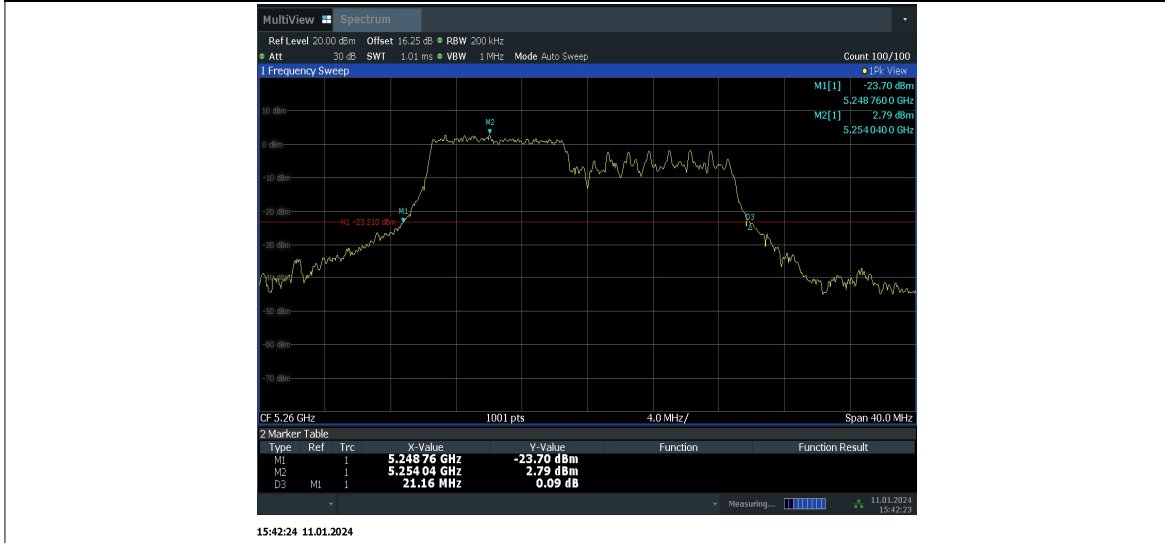 MultiView Spectrum
Ref Level 20.00 dBm Offset 16.25 dB RBW 200 kHz
Att 30 dB SWT 1.01 ms VBW 1 MHz Mode Auto Sweep Count 100/100
1 Frequency Sweep 1Pk View
M1[1] -23.70 dBm
5.248 760 0 GHz
M2[1] 2.79 dBm
5.254 040 0 GHz
10 dBm
M2
0 dBm
-10 dBm
-20 dBm
M1
H1 -23.210 dBm
D3
-30 dBm
-50 dBm
-60 dBm
-70 dBm
CF 5.26 GHz 1001 pts 4.0 MHz/ Span 40.0 MHz
2 Marker Table
Type Ref Trc X-Value Y-Value Function Function Result
M1 1 5.248 76 GHz -23.70 dBm
M2 1 5.254 04 GHz 2.79 dBm
D3 M1 1 21.16 MHz 0.09 dB
Measuring... 11.01.2024
15:42:23
15:42:24 11.01.2024